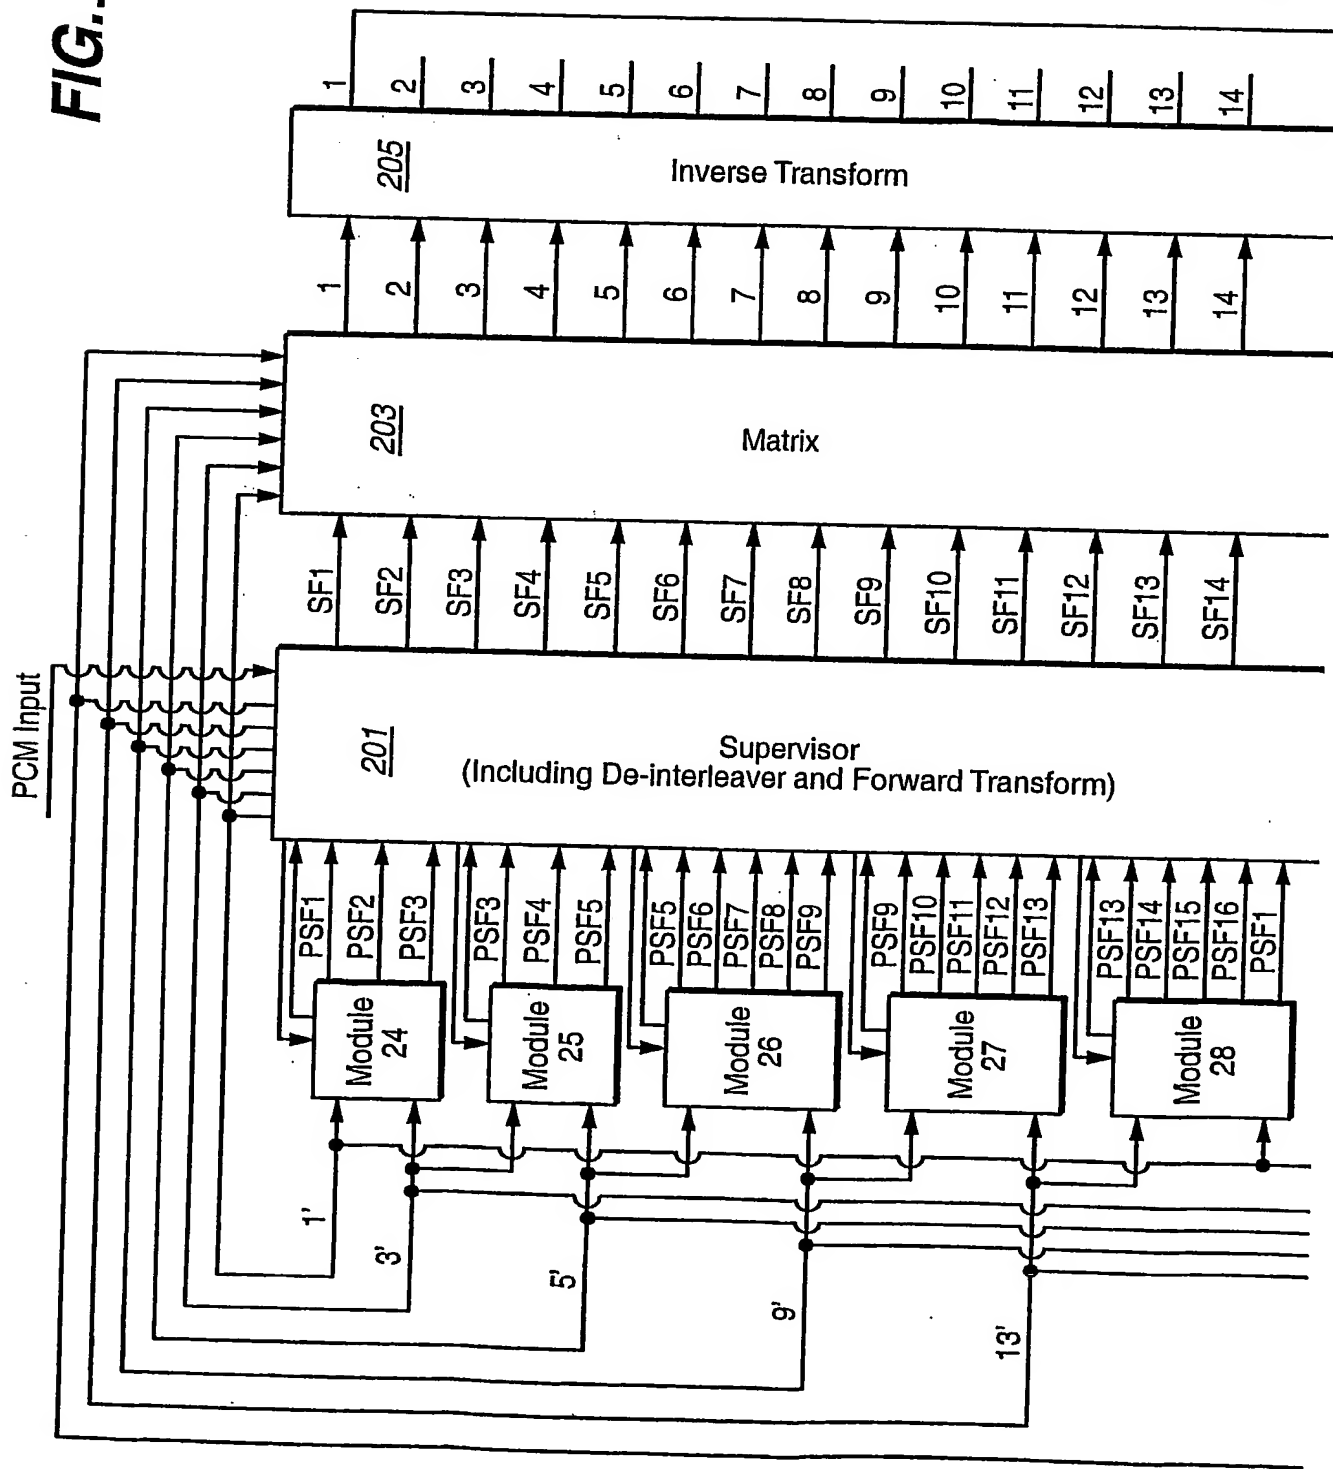 FIG.
PCM Input
1
2
3
4
5
6
7
8
9
10
11
12
13
14
205
Inverse Transform
1
2
3
4
5
6
7
8
9
10
11
12
13
14
203
Matrix
SF1
SF2
SF3
SF4
SF5
SF6
SF7
SF8
SF9
SF10
SF11
SF12
SF13
SF14
201
Supervisor
(Including De-interleaver and Forward Transform)
PSF1
PSF2
PSF3
PSF3
PSF4
PSF5
PSF5
PSF6
PSF7
PSF8
PSF9
PSF9
PSF10
PSF11
PSF12
PSF13
PSF13
PSF14
PSF15
PSF16
PSF1
Module
24
Module
25
Module
26
Module
27
Module
28
1'
3'
5'
9'
13'